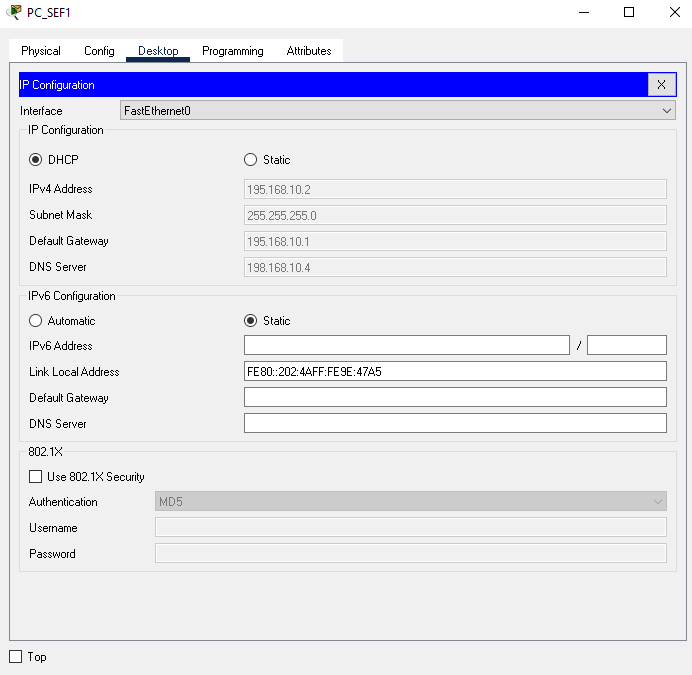 PC_SEF1
Physical Config Desktop Programming Attributes
IP Configuration X
Interface FastEthernet0
IP Configuration
DHCP Static
IPv4 Address 195.168.10.2
Subnet Mask 255.255.255.0
Default Gateway 195.168.10.1
DNS Server 198.168.10.4
IPv6 Configuration
Automatic Static
IPv6 Address /
Link Local Address FE80::202:4AFF:FE9E:47A5
Default Gateway
DNS Server
802.1X
Use 802.1X Security
Authentication MD5
Username
Password
Top